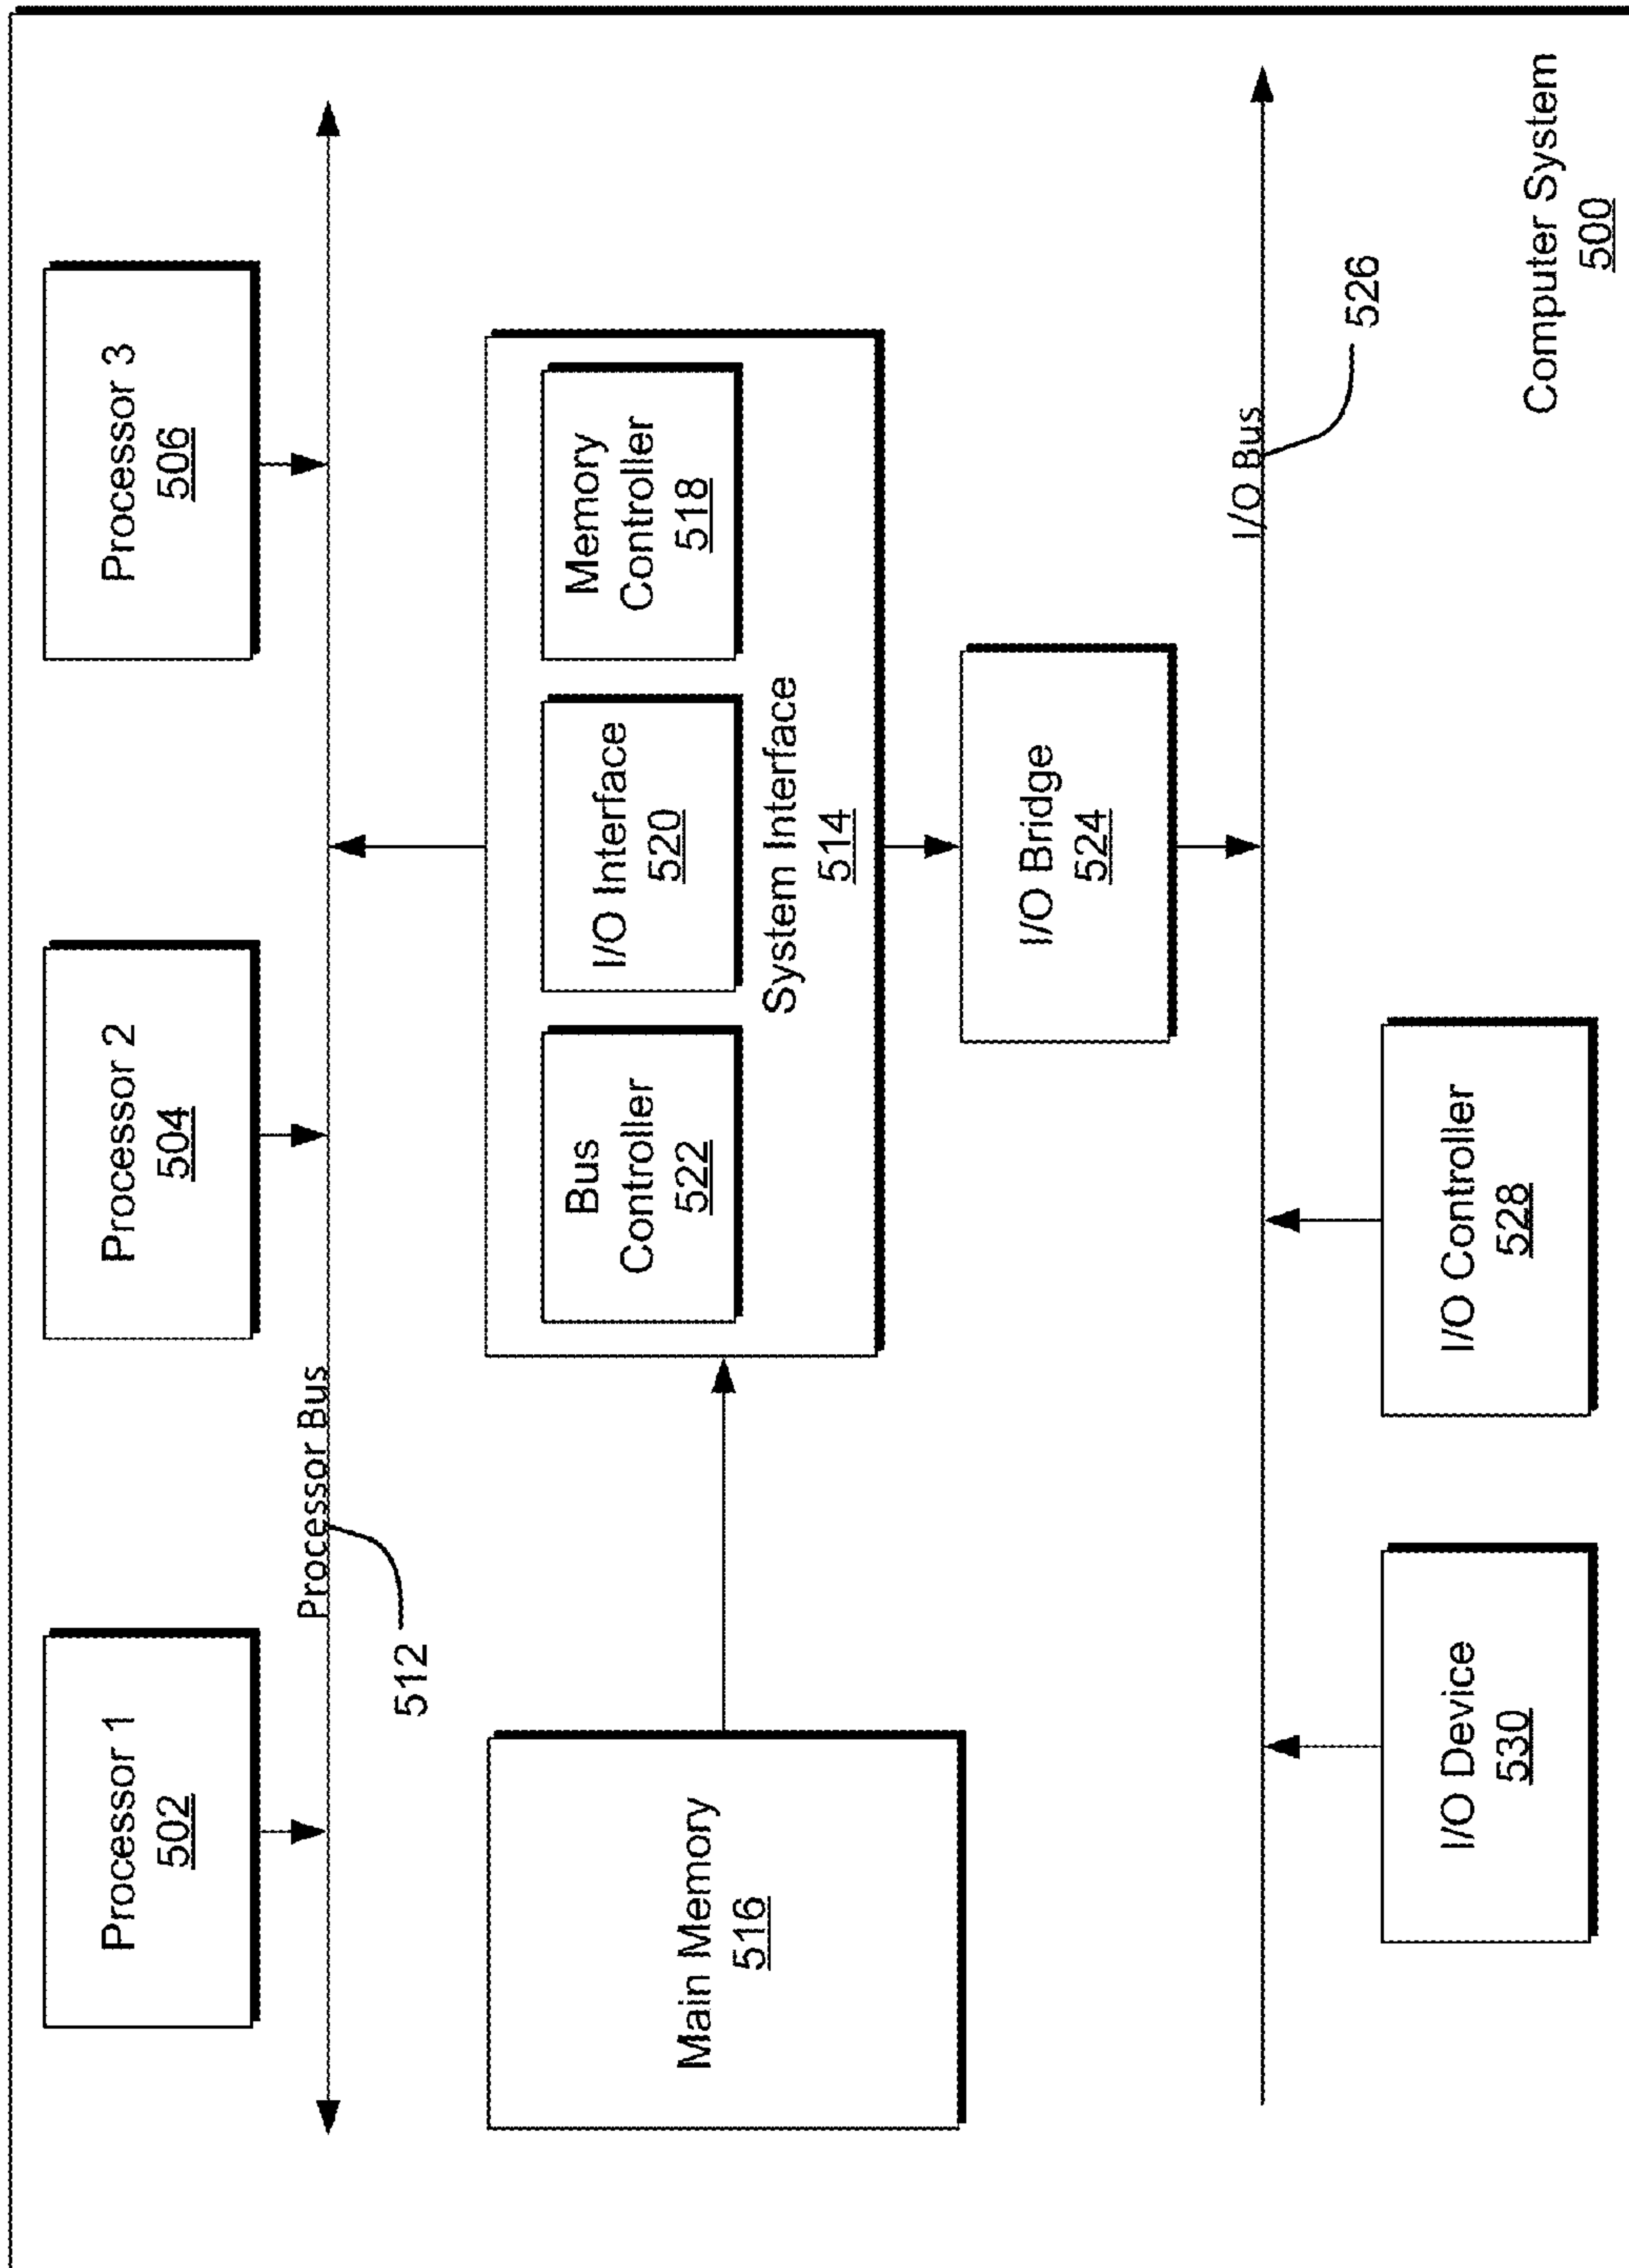 Processor 1
502
Processor 2
504
Processor 3
506
Processor Bus
512
Main Memory
516
Bus
Controller
522
I/O Interface
520
Memory
Controller
518
System Interface
514
I/O Bridge
524
I/O Bus
526
I/O Device
530
I/O Controller
528
Computer System
500